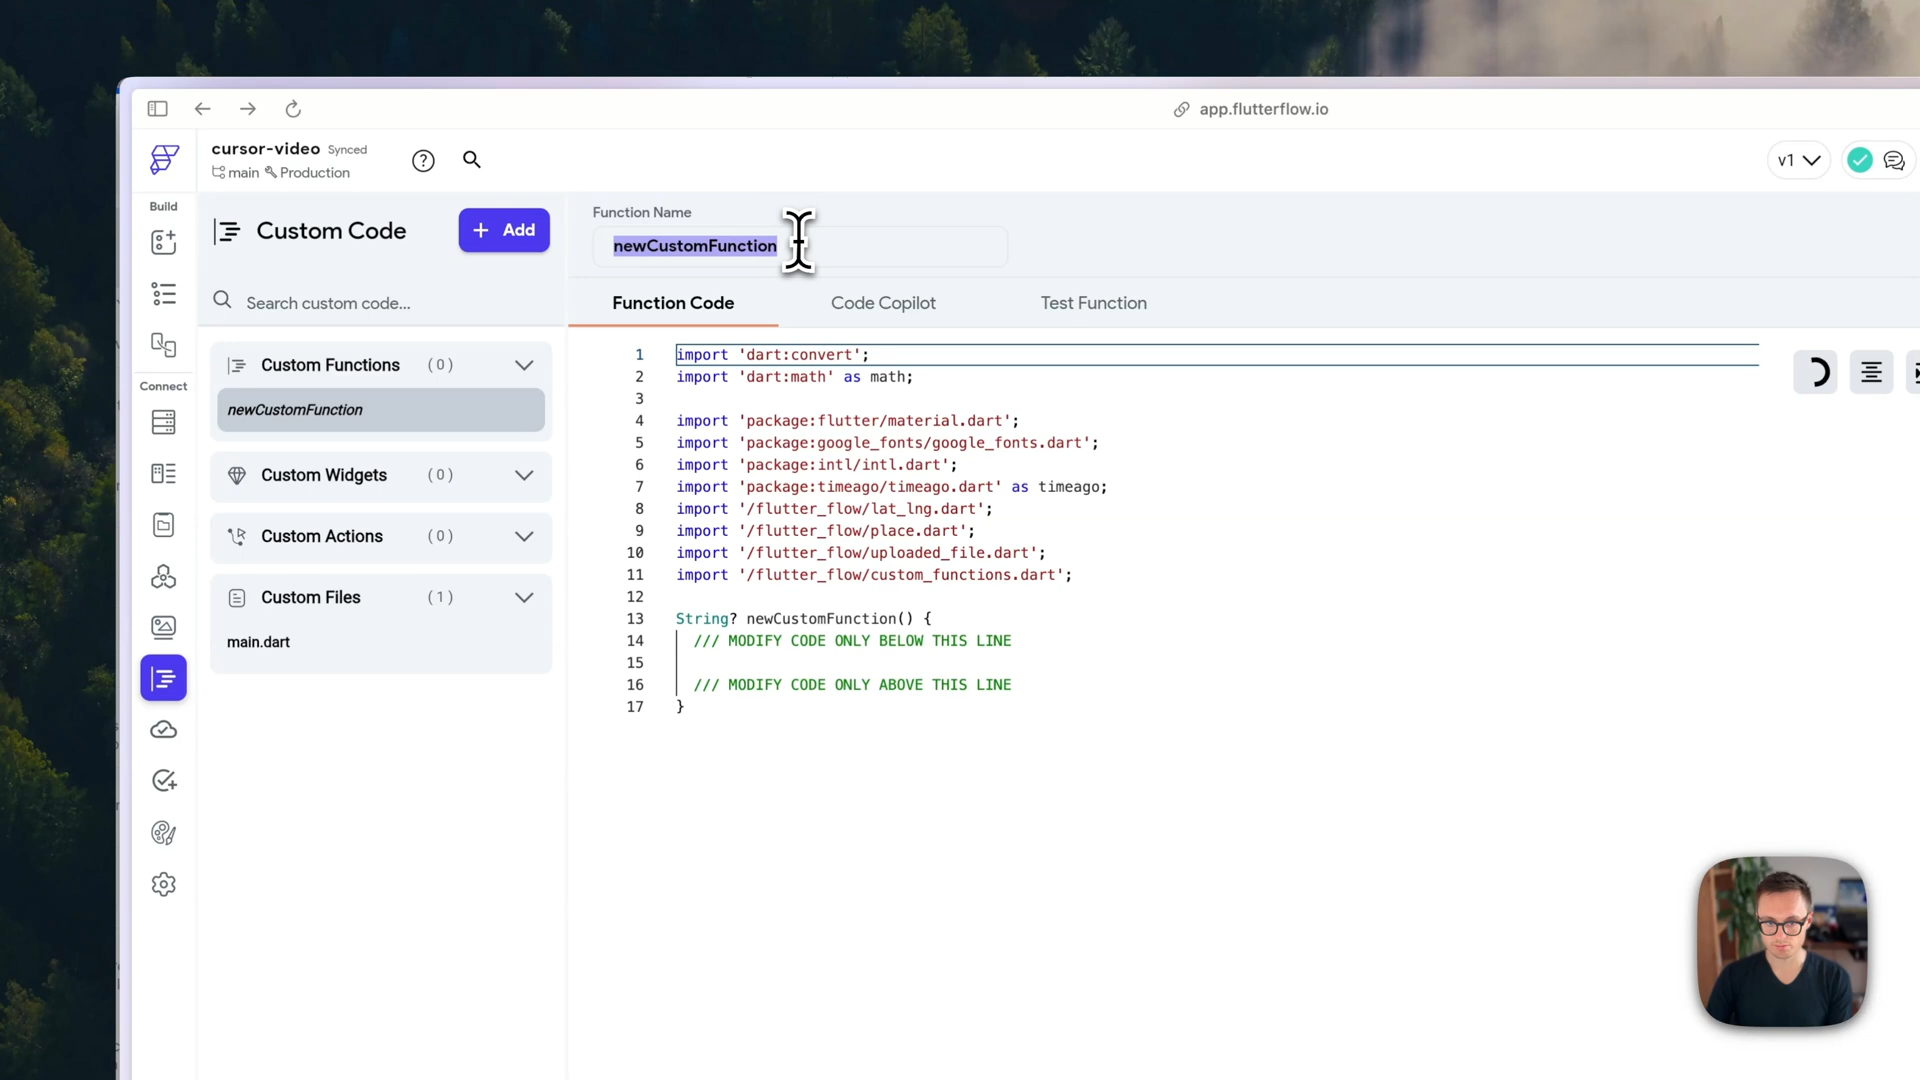 app.flutterflow.io
cursor-video Synced
main Production
v1
Build
Connect
Custom Code
+ Add
Search custom code...
Custom Functions (0)
newCustomFunction
Custom Widgets (0)
Custom Actions (0)
Custom Files (1)
main.dart
Function Name
newCustomFunction
Function Code Code Copilot Test Function
1 import 'dart:convert';
2 import 'dart:math' as math;
3
4 import 'package:flutter/material.dart';
5 import 'package:google_fonts/google_fonts.dart';
6 import 'package:intl/intl.dart';
7 import 'package:timeago/timeago.dart' as timeago;
8 import '/flutter_flow/lat_lng.dart';
9 import '/flutter_flow/place.dart';
10 import '/flutter_flow/uploaded_file.dart';
11 import '/flutter_flow/custom_functions.dart';
12
13 String? newCustomFunction() {
14 /// MODIFY CODE ONLY BELOW THIS LINE
15
16 /// MODIFY CODE ONLY ABOVE THIS LINE
17 }